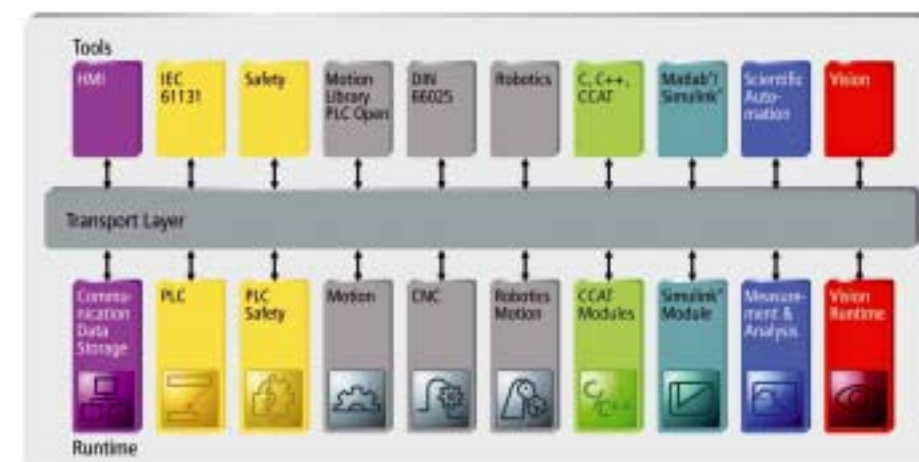 Tools
HMI
IEC
61131
Safety
Motion
Library
PLC Open
DIN
66025
Robotics
C, C++,
CCAT
Matlab®/
Simulink®
Scientific
Auto-
mation
Vision
Transport Layer
Commu-
nication
Data
Storage
PLC
PLC
Safety
Motion
CNC
Robotics
Motion
CCAT
Modules
Simulink®
Module
Measure-
ment &
Analysis
Vision
Runtime
C/C++
Runtime